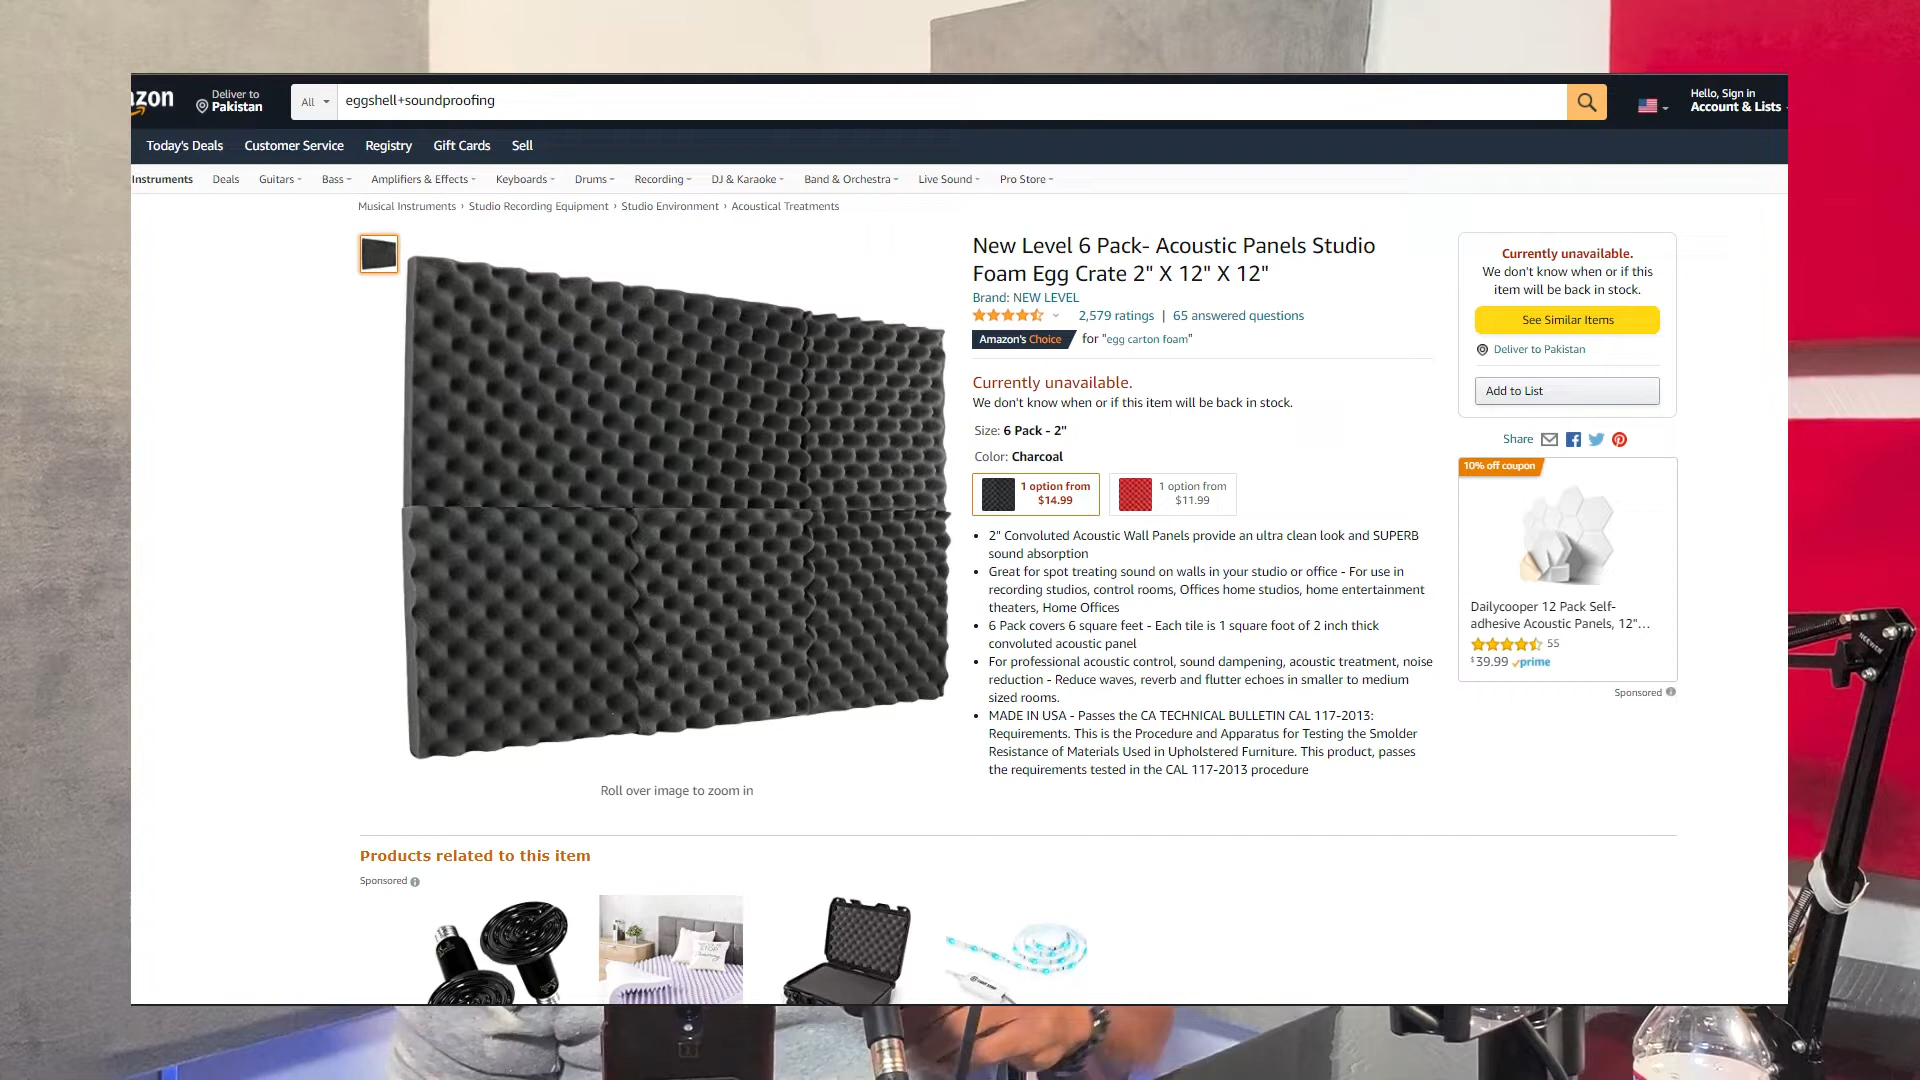 azon
Deliver to
Pakistan
All
eggshell+soundproofing
Hello, Sign in
Account & Lists
Today's Deals
Customer Service
Registry
Gift Cards
Sell
Instruments
Deals
Guitars
Bass
Amplifiers & Effects
Keyboards
Drums
Recording
DJ & Karaoke
Band & Orchestra
Live Sound
Pro Store
Musical Instruments › Studio Recording Equipment › Studio Environment › Acoustical Treatments
New Level 6 Pack- Acoustic Panels Studio
Foam Egg Crate 2" X 12" X 12"
Brand: NEW LEVEL
2,579 ratings | 65 answered questions
Amazon's Choice for "egg carton foam"
Currently unavailable.
We don't know when or if this item will be back in stock.
Size: 6 Pack - 2"
Color: Charcoal
1 option from
$14.99
1 option from
$11.99
• 2" Convoluted Acoustic Wall Panels provide an ultra clean look and SUPERB
sound absorption
• Great for spot treating sound on walls in your studio or office - For use in
recording studios, control rooms, Offices home studios, home entertainment
theaters, Home Offices
• 6 Pack covers 6 square feet - Each tile is 1 square foot of 2 inch thick
convoluted acoustic panel
• For professional acoustic control, sound dampening, acoustic treatment, noise
reduction - Reduce waves, reverb and flutter echoes in smaller to medium
sized rooms.
• MADE IN USA - Passes the CA TECHNICAL BULLETIN CAL 117-2013:
Requirements. This is the Procedure and Apparatus for Testing the Smolder
Resistance of Materials Used in Upholstered Furniture. This product, passes
the requirements tested in the CAL 117-2013 procedure
Roll over image to zoom in
Currently unavailable.
We don't know when or if this
item will be back in stock.
See Similar Items
Deliver to Pakistan
Add to List
Share
10% off coupon
Dailycooper 12 Pack Self-
adhesive Acoustic Panels, 12"...
55
$39.99 prime
Sponsored
Products related to this item
Sponsored
NEEWER